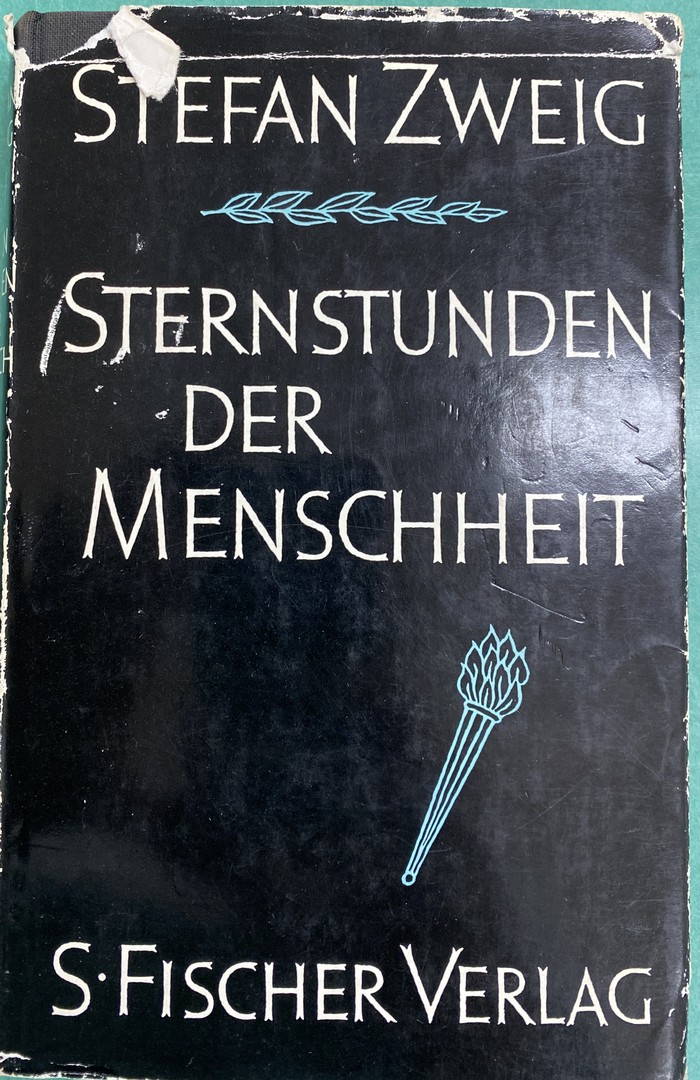 STEFAN ZWEIG
STERNSTUNDEN
DER
MENSCHHEIT
S·FISCHER VERLAG